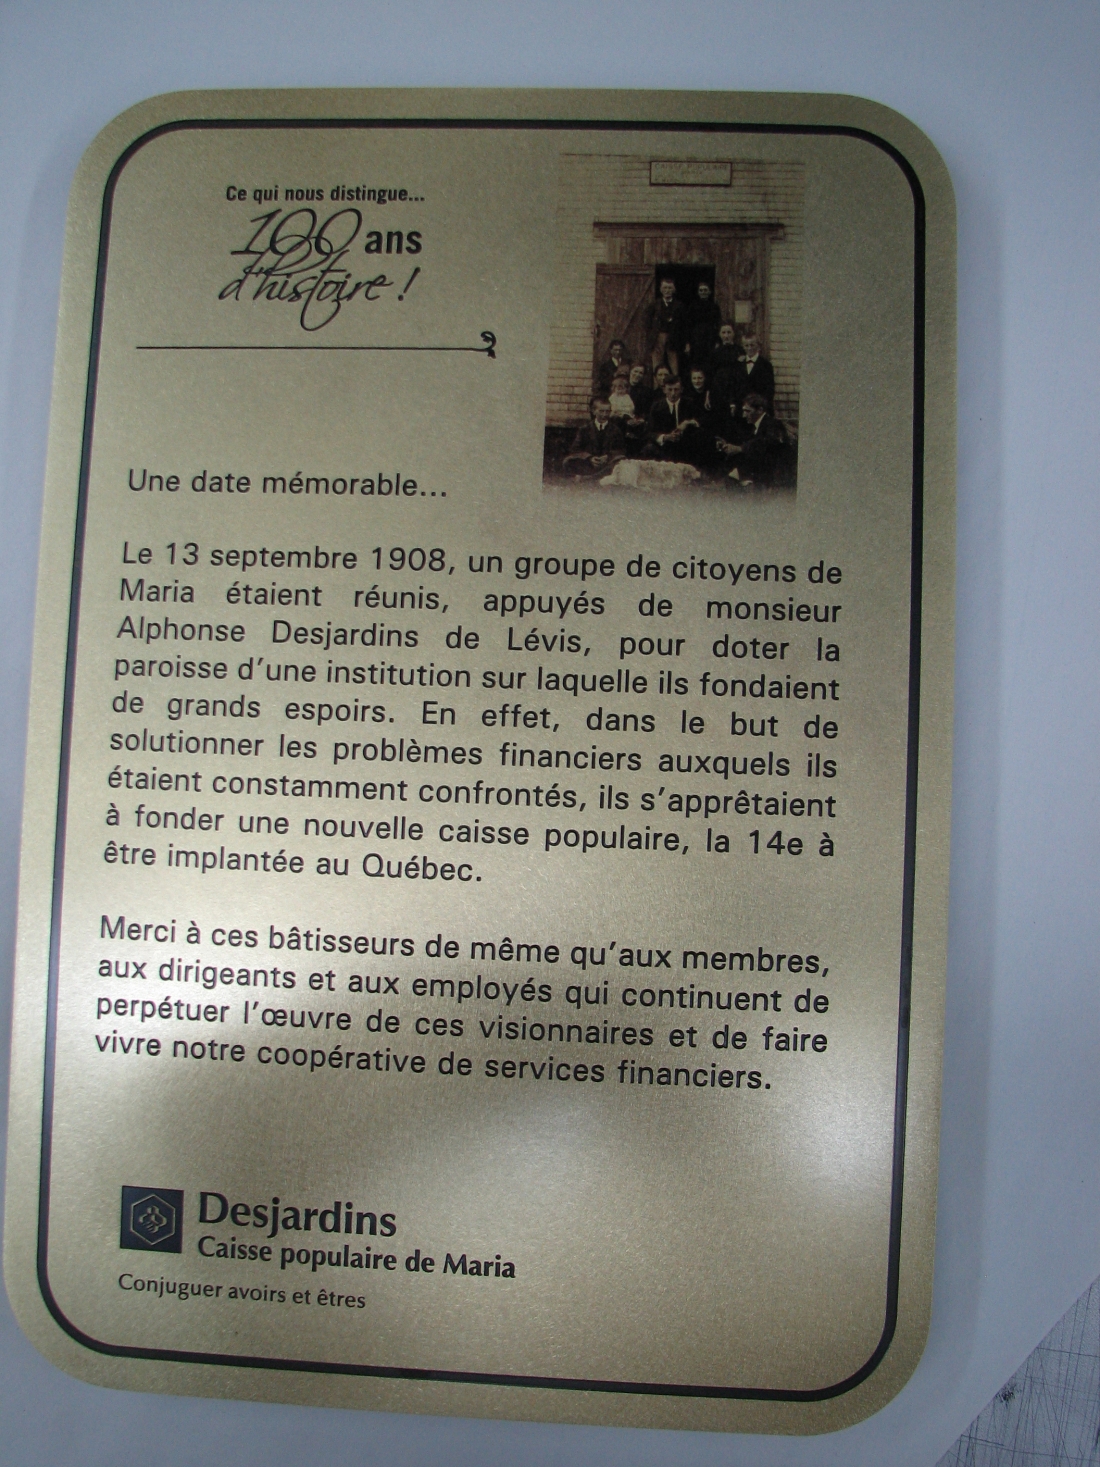 Ce qui nous distingue...
100 ans
d'histoire !
Une date mémorable...
Le 13 septembre 1908, un groupe de citoyens de
Maria étaient réunis, appuyés de monsieur
Alphonse Desjardins de Lévis, pour doter la
paroisse d'une institution sur laquelle ils fondaient
de grands espoirs. En effet, dans le but de
solutionner les problèmes financiers auxquels ils
étaient constamment confrontés, ils s'apprêtaient
à fonder une nouvelle caisse populaire, la 14e à
être implantée au Québec.
Merci à ces bâtisseurs de même qu'aux membres,
aux dirigeants et aux employés qui continuent de
perpétuer l'œuvre de ces visionnaires et de faire
vivre notre coopérative de services financiers.
Desjardins
Caisse populaire de Maria
Conjuguer avoirs et êtres